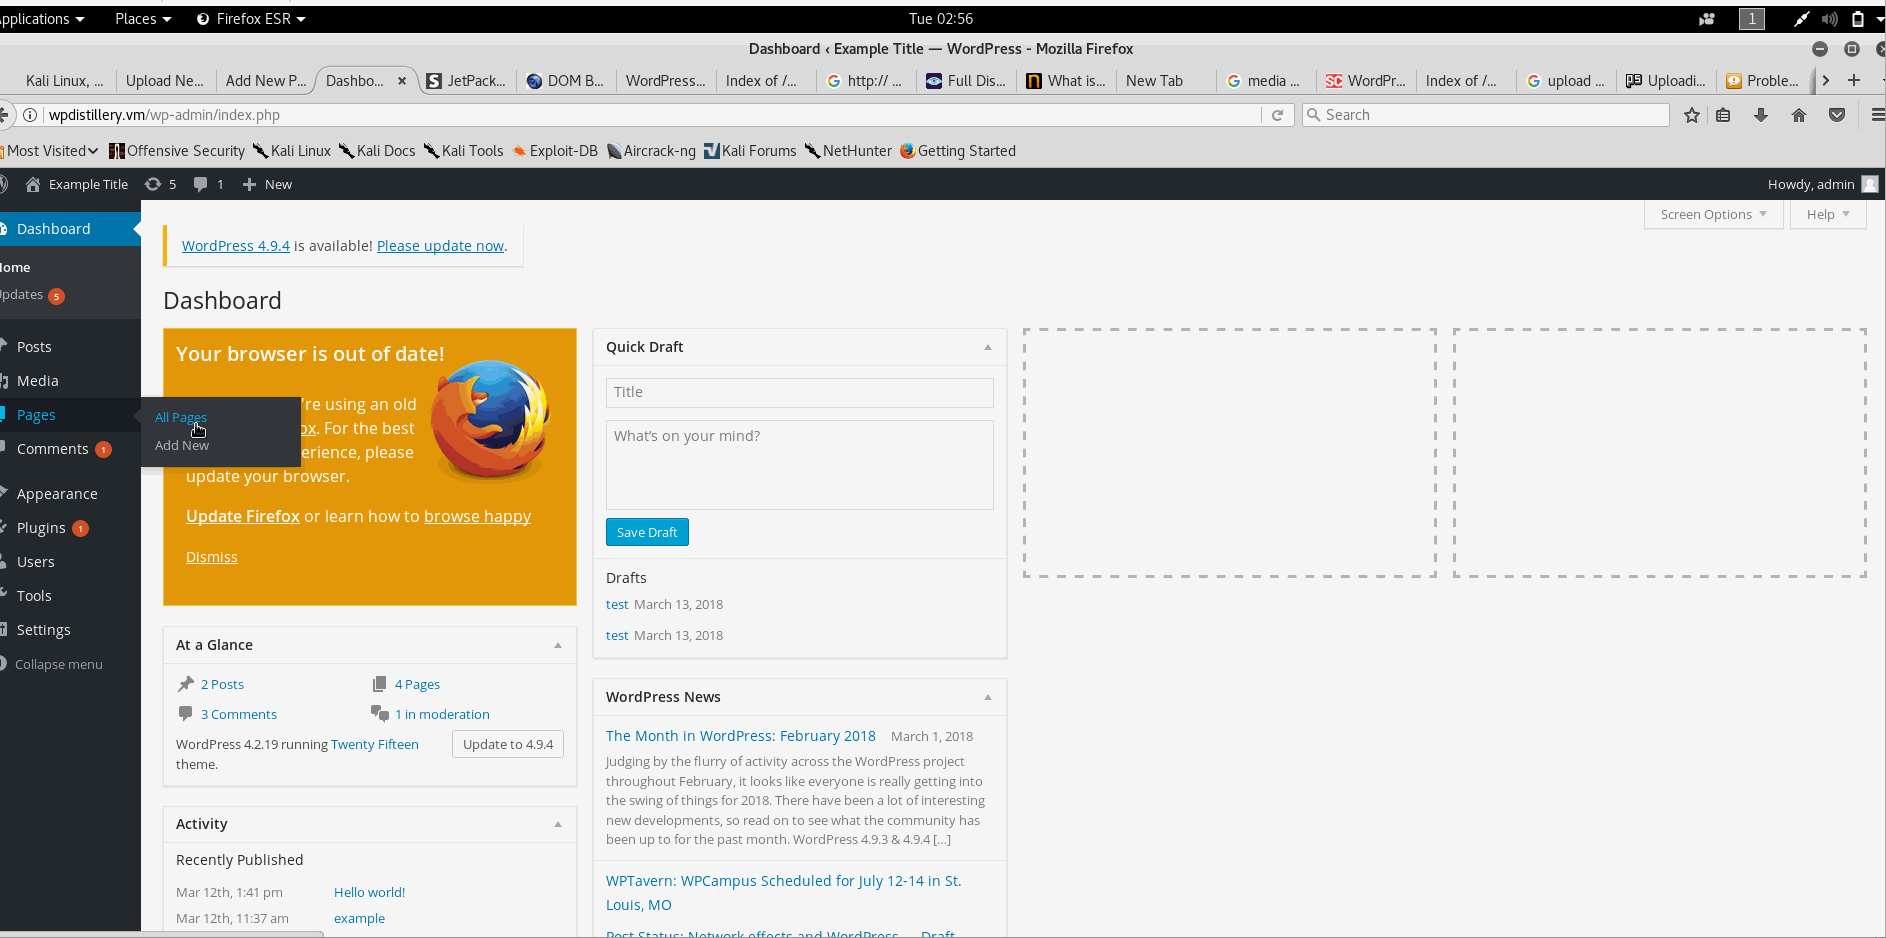 pplications Places Firefox ESR Tue 02:56 1
Dashboard ‹ Example Title — WordPress - Mozilla Firefox
Kali Linux, ... Upload Ne... Add New P... Dashbo... JetPack... DOM B... WordPress... Index of /... http:// ... Full Dis... What is... New Tab media ... WordPr... Index of /... upload ... Uploadi... Proble...
wpdistillery.vm/wp-admin/index.php Search
Most Visited Offensive Security Kali Linux Kali Docs Kali Tools Exploit-DB Aircrack-ng Kali Forums NetHunter Getting Started
Example Title 5 1 + New Howdy, admin
Dashboard
Home
pdates 5
Posts
Media
Pages
Comments 1
Appearance
Plugins 1
Users
Tools
Settings
Collapse menu
All Pages
Add New
Screen Options Help
WordPress 4.9.4 is available! Please update now.
Dashboard
Your browser is out of date!
're using an old
ox. For the best
erience, please
update your browser.
Update Firefox or learn how to browse happy
Dismiss
At a Glance
2 Posts 4 Pages
3 Comments 1 in moderation
WordPress 4.2.19 running Twenty Fifteen
theme.
Update to 4.9.4
Activity
Recently Published
Mar 12th, 1:41 pm Hello world!
Mar 12th, 11:37 am example
Quick Draft
Title
What's on your mind?
Save Draft
Drafts
test March 13, 2018
test March 13, 2018
WordPress News
The Month in WordPress: February 2018 March 1, 2018
Judging by the flurry of activity across the WordPress project
throughout February, it looks like everyone is really getting into
the swing of things for 2018. There have been a lot of interesting
new developments, so read on to see what the community has
been up to for the past month. WordPress 4.9.3 & 4.9.4 [...]
WPTavern: WPCampus Scheduled for July 12-14 in St.
Louis, MO
Post Status: Network effects and WordPress — Draft